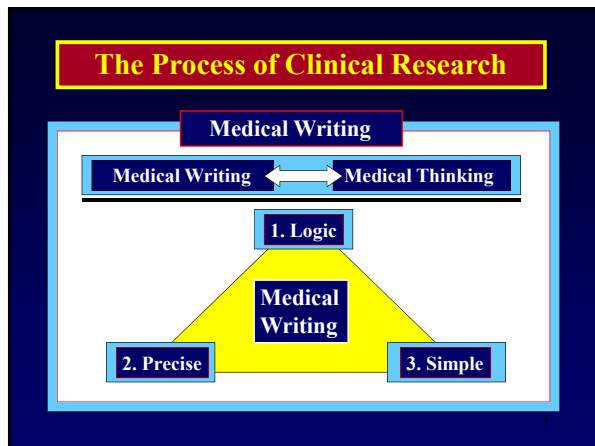 The Process of Clinical Research
Medical Writing
Medical Writing Medical Thinking
1. Logic
Medical
Writing
2. Precise 3. Simple